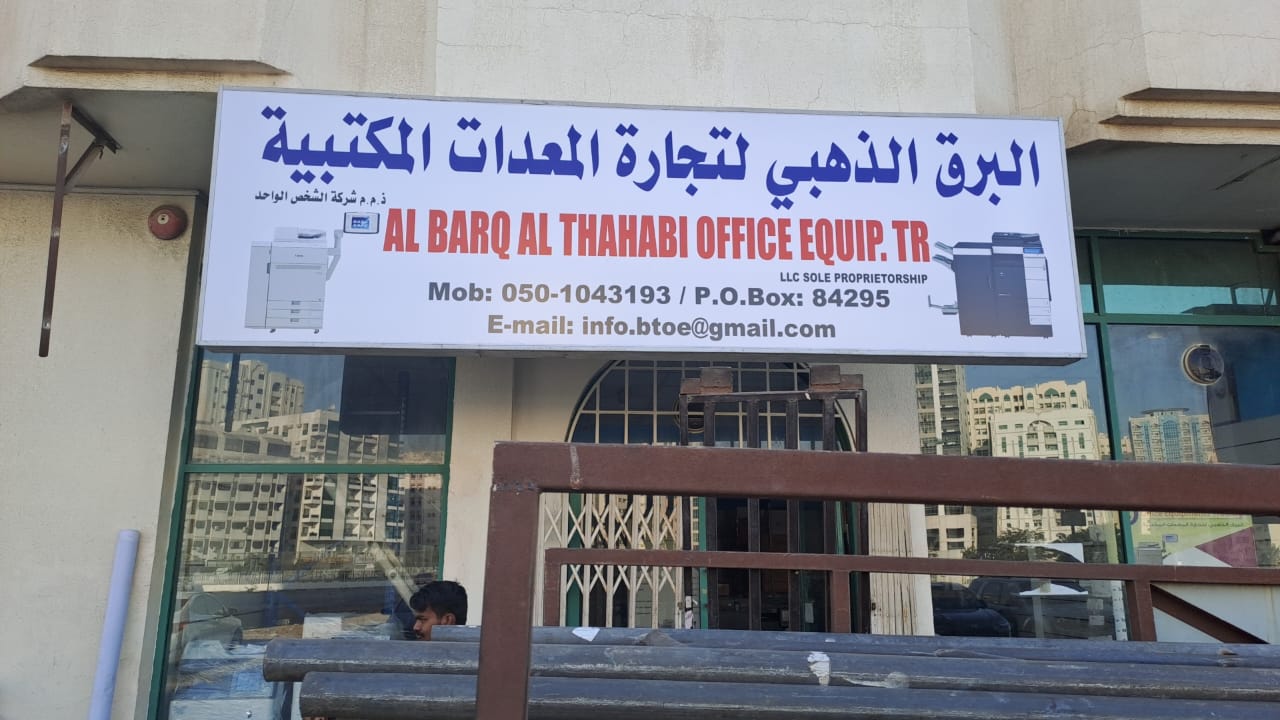 البرق الذهبي لتجارة المعدات المكتبية
ذ.م.م شركة الشخص الواحد
AL BARQ AL THAHABI OFFICE EQUIP. TR
LLC SOLE PROPRIETORSHIP
Mob: 050-1043193 / P.O.Box: 84295
E-mail: info.btoe@gmail.com